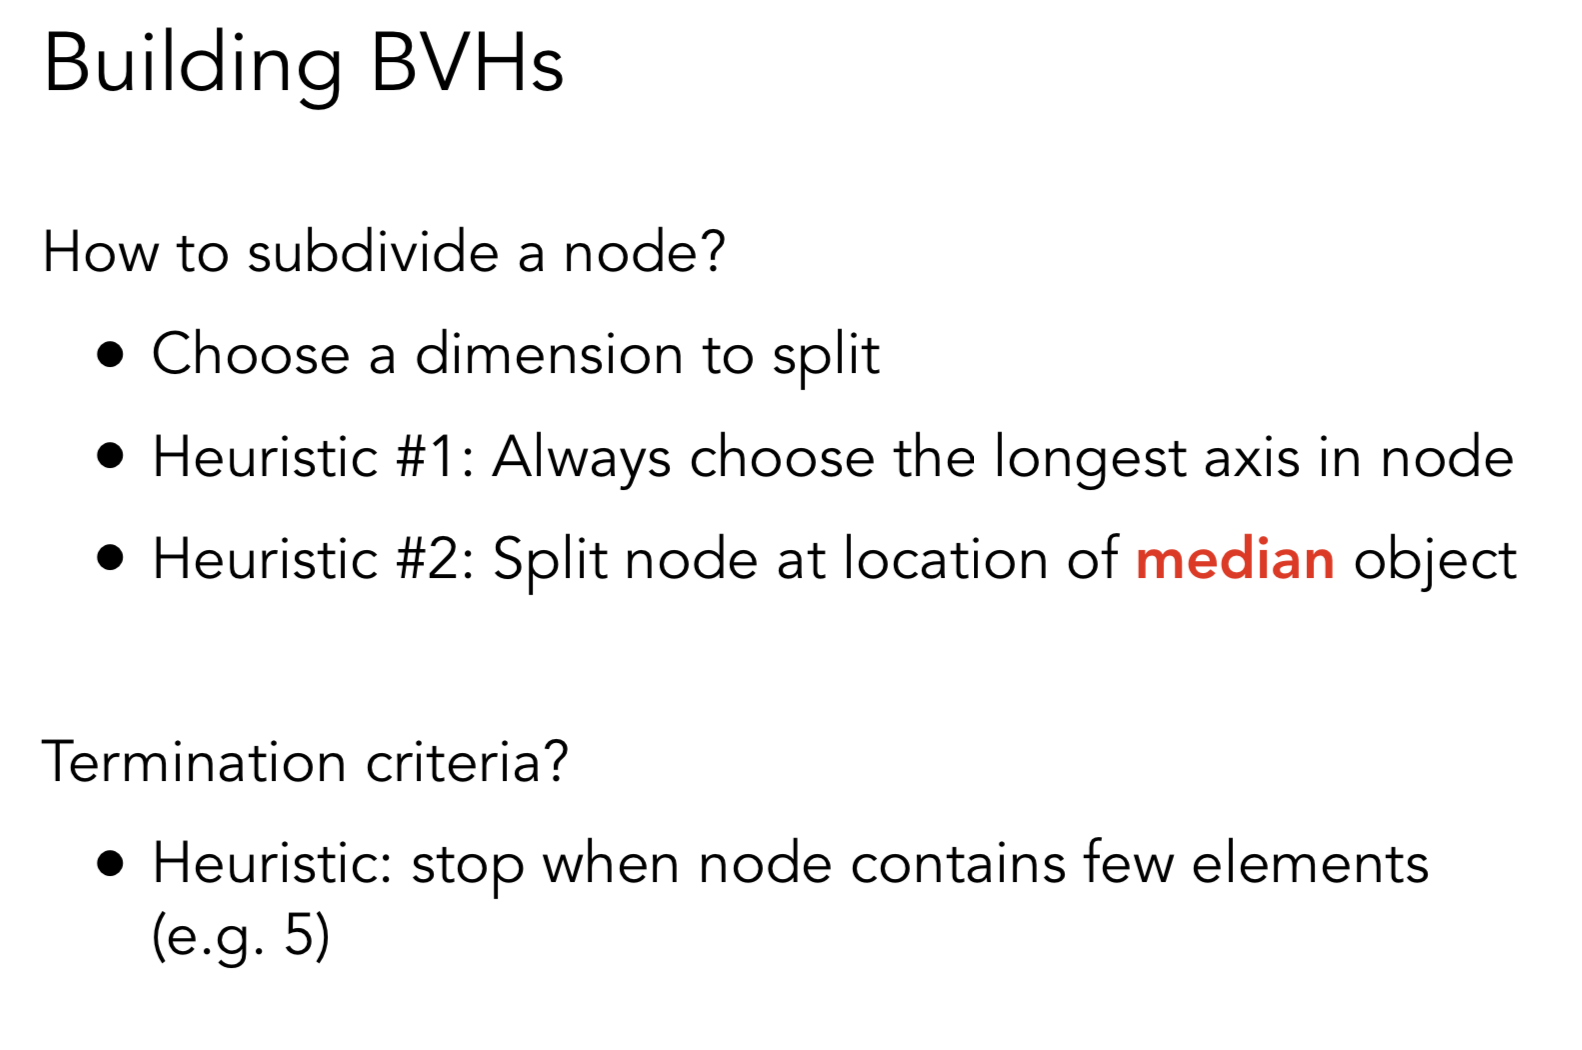 Building BVHs
How to subdivide a node?
● Choose a dimension to split
● Heuristic #1: Always choose the longest axis in node
● Heuristic #2: Split node at location of median object
Termination criteria?
● Heuristic: stop when node contains few elements
(e.g. 5)